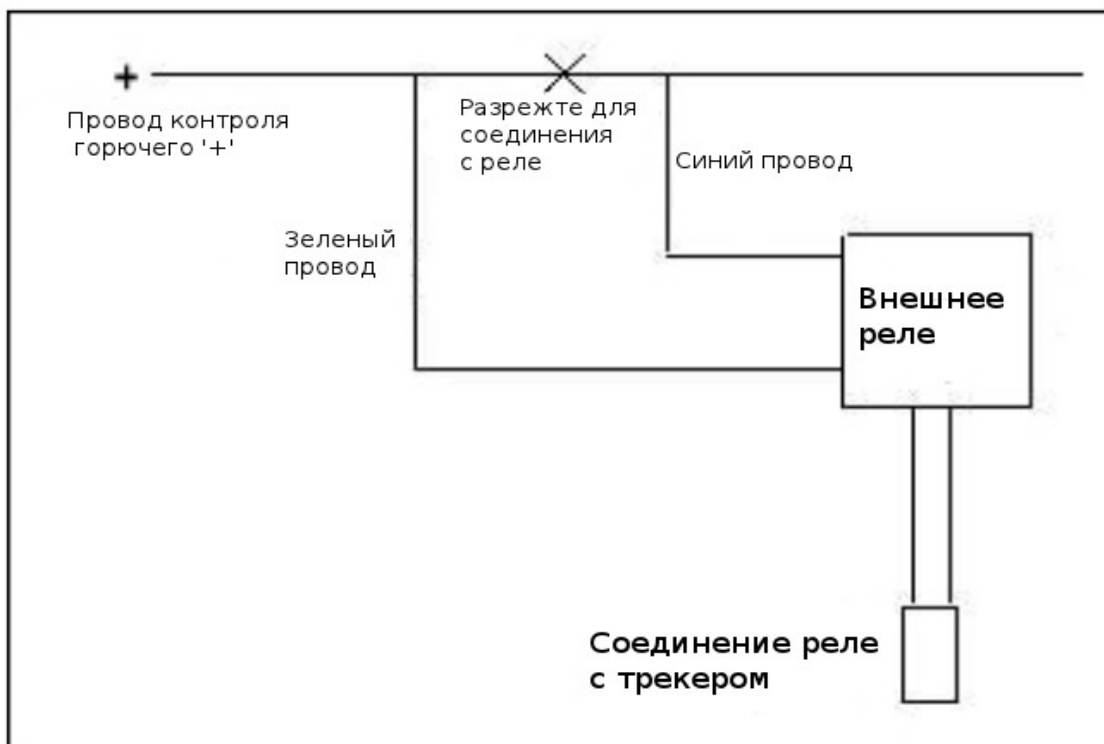 +
Провод контроля
горючего '+'
Разрежте для
соединения
с реле
Синий провод
Зеленый
провод
Внешнее
реле
Соединение реле
с трекером